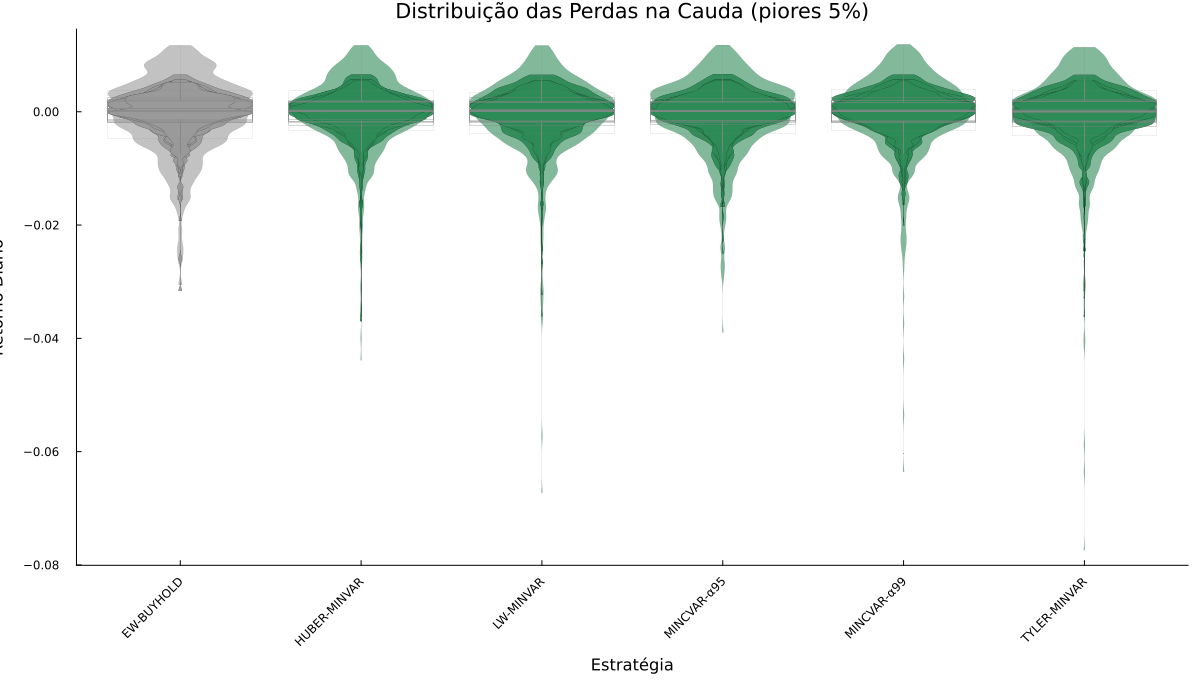 Distribuição das Perdas na Cauda (piores 5%)
0.00
−0.02
−0.04
−0.06
−0.08
EW-BUYHOLD
HUBER-MINVAR
LW-MINVAR
MINCVAR-α95
MINCVAR-α99
TYLER-MINVAR
Estratégia